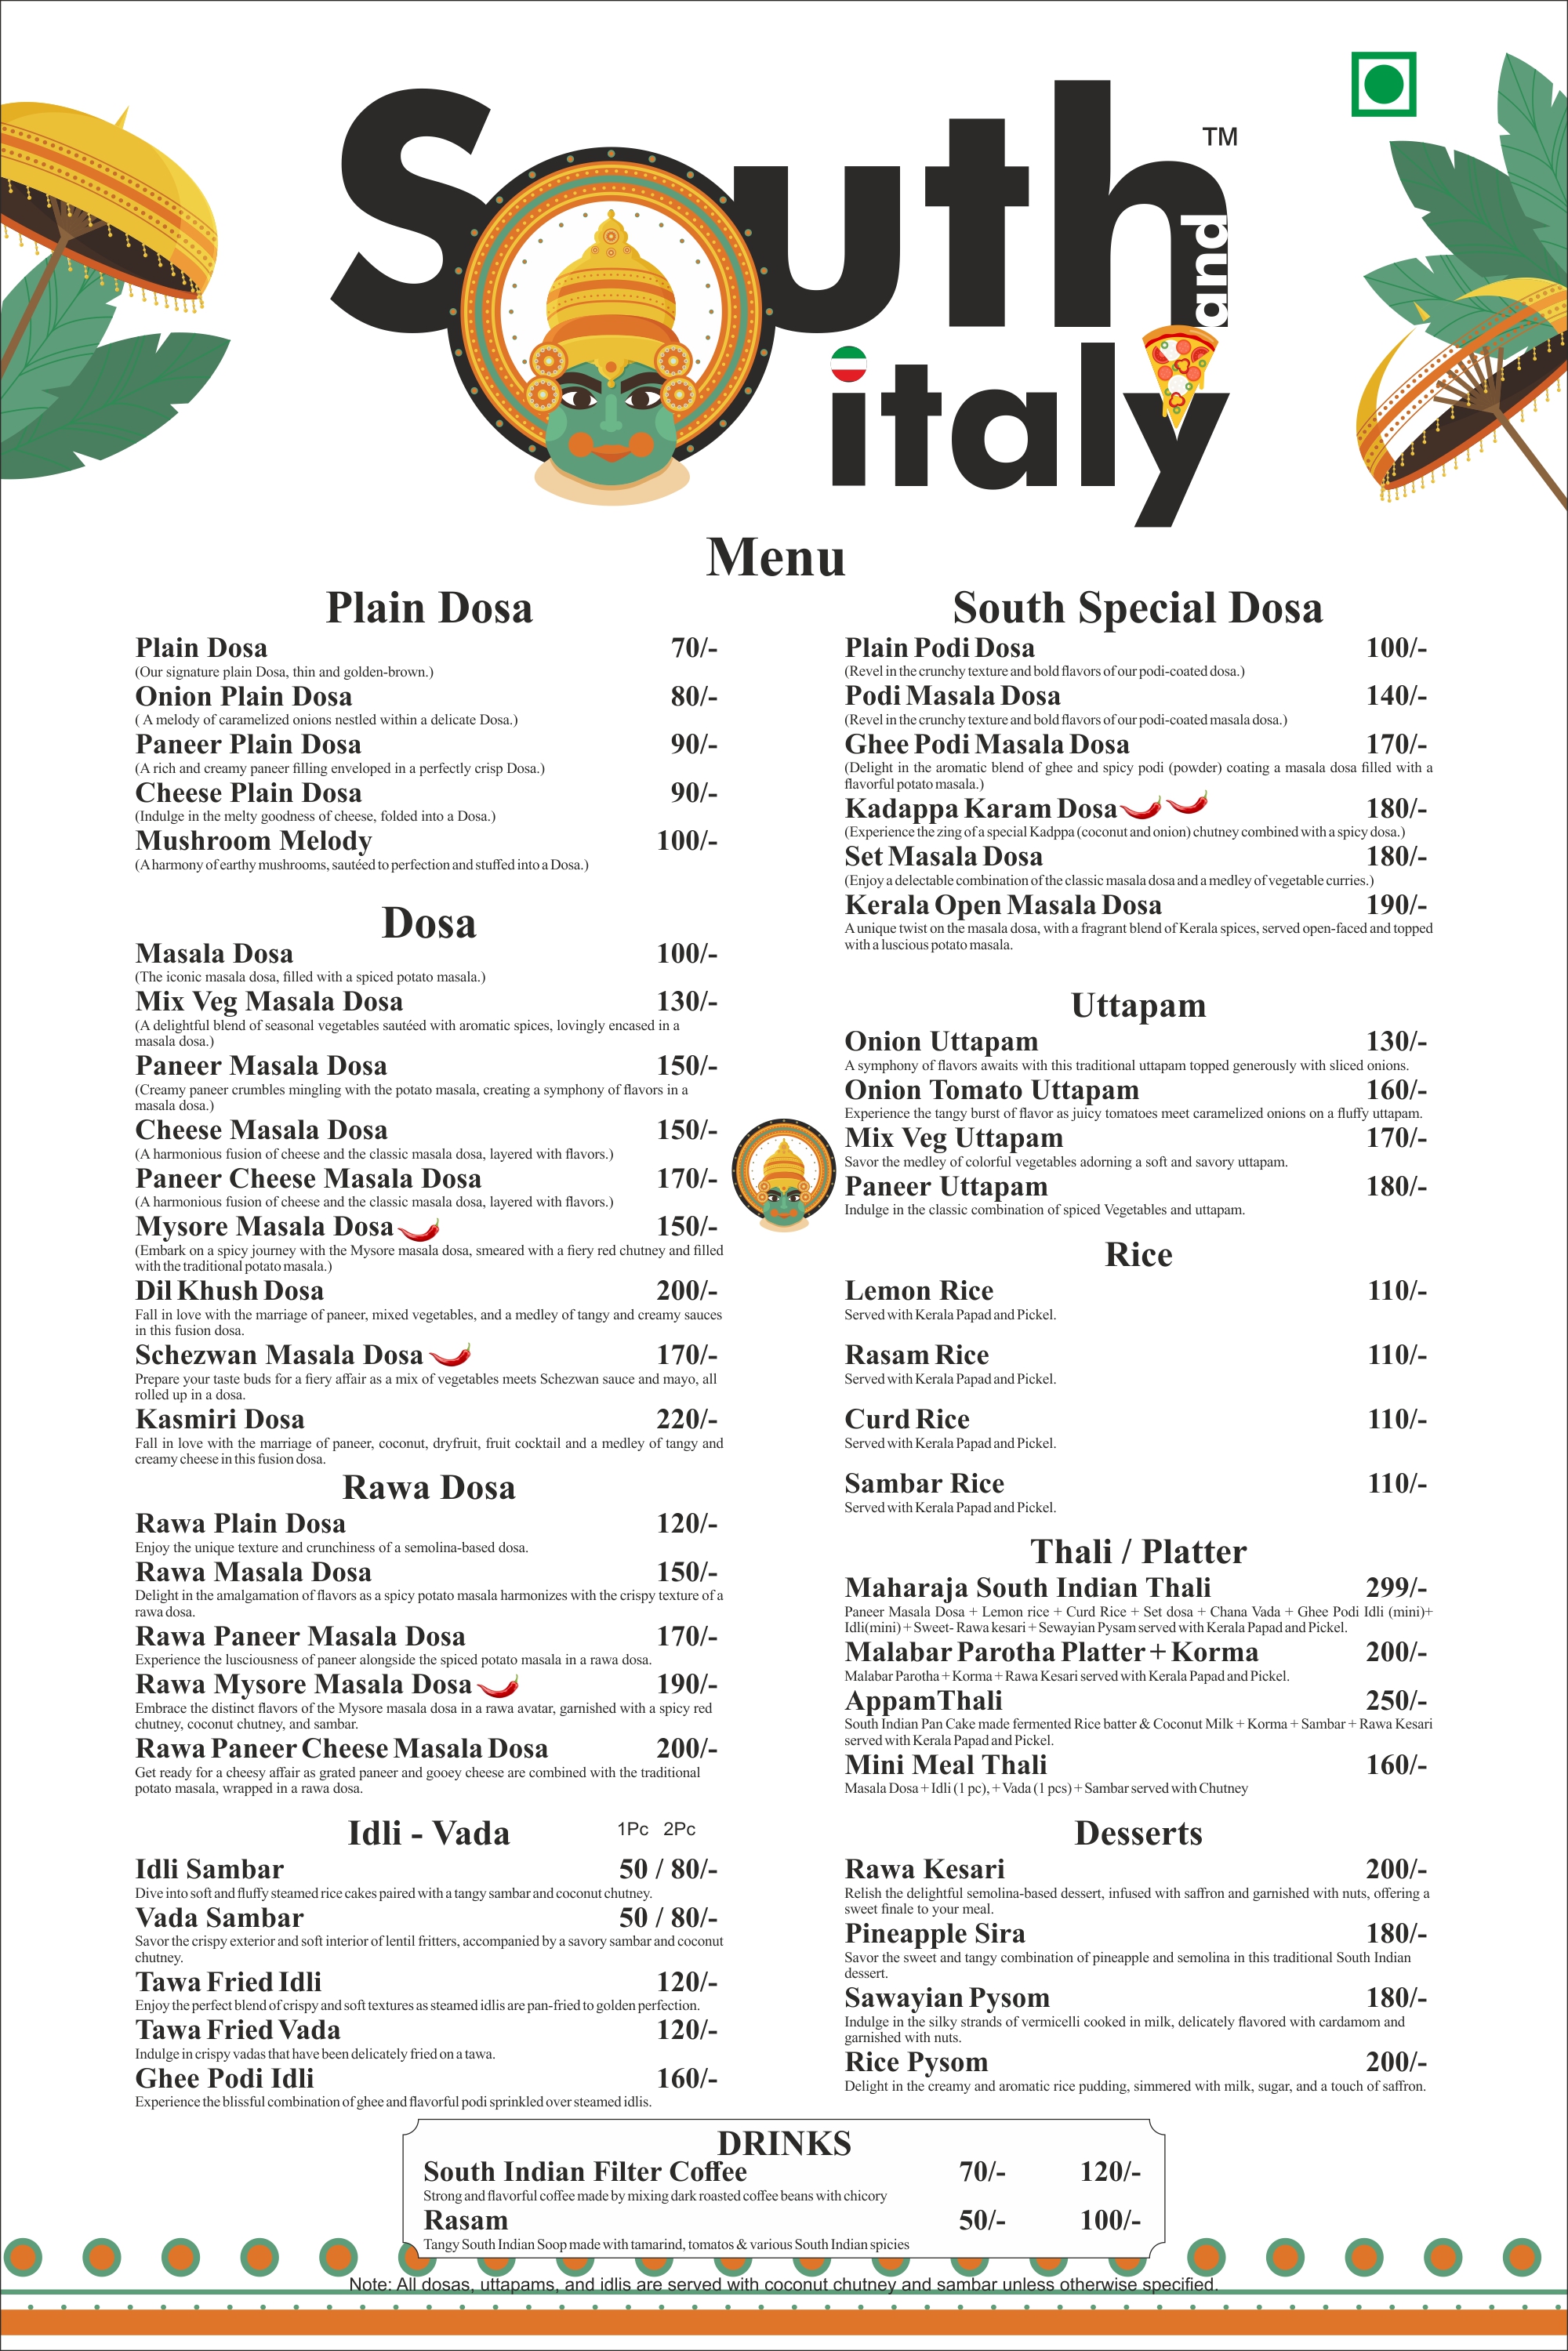 South
TM
and
italy
Menu
Plain Dosa
Plain Dosa 70/-
(Our signature plain Dosa, thin and golden-brown.)
Onion Plain Dosa 80/-
( A melody of caramelized onions nestled within a delicate Dosa.)
Paneer Plain Dosa 90/-
(A rich and creamy paneer filling enveloped in a perfectly crisp Dosa.)
Cheese Plain Dosa 90/-
(Indulge in the melty goodness of cheese, folded into a Dosa.)
Mushroom Melody 100/-
(A harmony of earthy mushrooms, sautéed to perfection and stuffed into a Dosa.)
Dosa
Masala Dosa 100/-
(The iconic masala dosa, filled with a spiced potato masala.)
Mix Veg Masala Dosa 130/-
(A delightful blend of seasonal vegetables sautéed with aromatic spices, lovingly encased in a
masala dosa.)
Paneer Masala Dosa 150/-
(Creamy paneer crumbles mingling with the potato masala, creating a symphony of flavors in a
masala dosa.)
Cheese Masala Dosa 150/-
(A harmonious fusion of cheese and the classic masala dosa, layered with flavors.)
Paneer Cheese Masala Dosa 170/-
(A harmonious fusion of cheese and the classic masala dosa, layered with flavors.)
Mysore Masala Dosa 150/-
(Embark on a spicy journey with the Mysore masala dosa, smeared with a fiery red chutney and filled
with the traditional potato masala.)
Dil Khush Dosa 200/-
Fall in love with the marriage of paneer, mixed vegetables, and a medley of tangy and creamy sauces
in this fusion dosa.
Schezwan Masala Dosa 170/-
Prepare your taste buds for a fiery affair as a mix of vegetables meets Schezwan sauce and mayo, all
rolled up in a dosa.
Kasmiri Dosa 220/-
Fall in love with the marriage of paneer, coconut, dryfruit, fruit cocktail and a medley of tangy and
creamy cheese in this fusion dosa.
Rawa Dosa
Rawa Plain Dosa 120/-
Enjoy the unique texture and crunchiness of a semolina-based dosa.
Rawa Masala Dosa 150/-
Delight in the amalgamation of flavors as a spicy potato masala harmonizes with the crispy texture of a
rawa dosa.
Rawa Paneer Masala Dosa 170/-
Experience the lusciousness of paneer alongside the spiced potato masala in a rawa dosa.
Rawa Mysore Masala Dosa 190/-
Embrace the distinct flavors of the Mysore masala dosa in a rawa avatar, garnished with a spicy red
chutney, coconut chutney, and sambar.
Rawa Paneer Cheese Masala Dosa 200/-
Get ready for a cheesy affair as grated paneer and gooey cheese are combined with the traditional
potato masala, wrapped in a rawa dosa.
Idli - Vada 1Pc 2Pc
Idli Sambar 50 / 80/-
Dive into soft and fluffy steamed rice cakes paired with a tangy sambar and coconut chutney.
Vada Sambar 50 / 80/-
Savor the crispy exterior and soft interior of lentil fritters, accompanied by a savory sambar and coconut
chutney.
Tawa Fried Idli 120/-
Enjoy the perfect blend of crispy and soft textures as steamed idlis are pan-fried to golden perfection.
Tawa Fried Vada 120/-
Indulge in crispy vadas that have been delicately fried on a tawa.
Ghee Podi Idli 160/-
Experience the blissful combination of ghee and flavorful podi sprinkled over steamed idlis.
South Special Dosa
Plain Podi Dosa 100/-
(Revel in the crunchy texture and bold flavors of our podi-coated dosa.)
Podi Masala Dosa 140/-
(Revel in the crunchy texture and bold flavors of our podi-coated masala dosa.)
Ghee Podi Masala Dosa 170/-
(Delight in the aromatic blend of ghee and spicy podi (powder) coating a masala dosa filled with a
flavorful potato masala.)
Kadappa Karam Dosa 180/-
(Experience the zing of a special Kadppa (coconut and onion) chutney combined with a spicy dosa.)
Set Masala Dosa 180/-
(Enjoy a delectable combination of the classic masala dosa and a medley of vegetable curries.)
Kerala Open Masala Dosa 190/-
A unique twist on the masala dosa, with a fragrant blend of Kerala spices, served open-faced and topped
with a luscious potato masala.
Uttapam
Onion Uttapam 130/-
A symphony of flavors awaits with this traditional uttapam topped generously with sliced onions.
Onion Tomato Uttapam 160/-
Experience the tangy burst of flavor as juicy tomatoes meet caramelized onions on a fluffy uttapam.
Mix Veg Uttapam 170/-
Savor the medley of colorful vegetables adorning a soft and savory uttapam.
Paneer Uttapam 180/-
Indulge in the classic combination of spiced Vegetables and uttapam.
Rice
Lemon Rice 110/-
Served with Kerala Papad and Pickel.
Rasam Rice 110/-
Served with Kerala Papad and Pickel.
Curd Rice 110/-
Served with Kerala Papad and Pickel.
Sambar Rice 110/-
Served with Kerala Papad and Pickel.
Thali / Platter
Maharaja South Indian Thali 299/-
Paneer Masala Dosa + Lemon rice + Curd Rice + Set dosa + Chana Vada + Ghee Podi Idli (mini)+
Idli(mini) + Sweet- Rawa kesari + Sewayian Pysam served with Kerala Papad and Pickel.
Malabar Parotha Platter + Korma 200/-
Malabar Parotha + Korma + Rawa Kesari served with Kerala Papad and Pickel.
AppamThali 250/-
South Indian Pan Cake made fermented Rice batter & Coconut Milk + Korma + Sambar + Rawa Kesari
served with Kerala Papad and Pickel.
Mini Meal Thali 160/-
Masala Dosa + Idli (1 pc), + Vada (1 pcs) + Sambar served with Chutney
Desserts
Rawa Kesari 200/-
Relish the delightful semolina-based dessert, infused with saffron and garnished with nuts, offering a
sweet finale to your meal.
Pineapple Sira 180/-
Savor the sweet and tangy combination of pineapple and semolina in this traditional South Indian
dessert.
Sawayian Pysom 180/-
Indulge in the silky strands of vermicelli cooked in milk, delicately flavored with cardamom and
garnished with nuts.
Rice Pysom 200/-
Delight in the creamy and aromatic rice pudding, simmered with milk, sugar, and a touch of saffron.
DRINKS
South Indian Filter Coffee 70/- 120/-
Strong and flavorful coffee made by mixing dark roasted coffee beans with chicory
Rasam 50/- 100/-
Tangy South Indian Soop made with tamarind, tomatos & various South Indian spicies
Note: All dosas, uttapams, and idlis are served with coconut chutney and sambar unless otherwise specified.